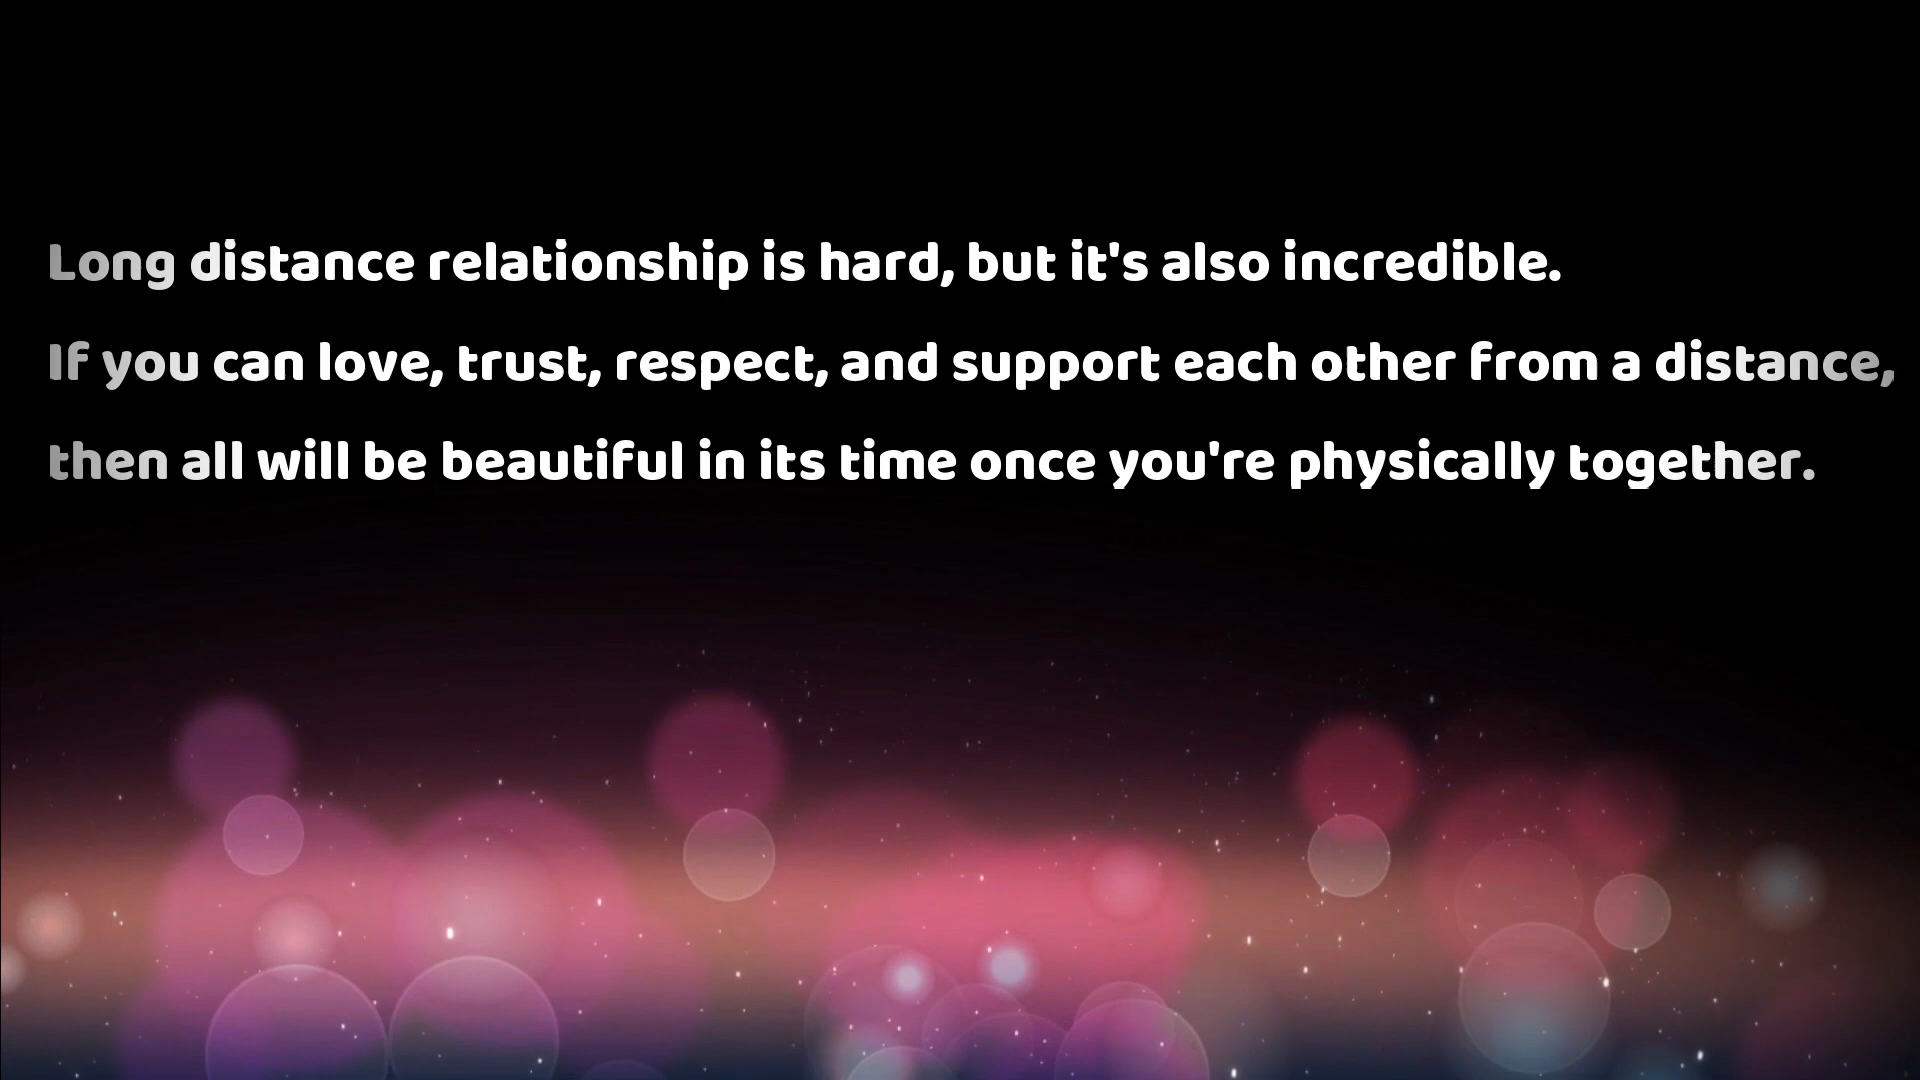 Long distance relationship is hard, but it's also incredible.
If you can love, trust, respect, and support each other from a distance,
then all will be beautiful in its time once you're physically together.